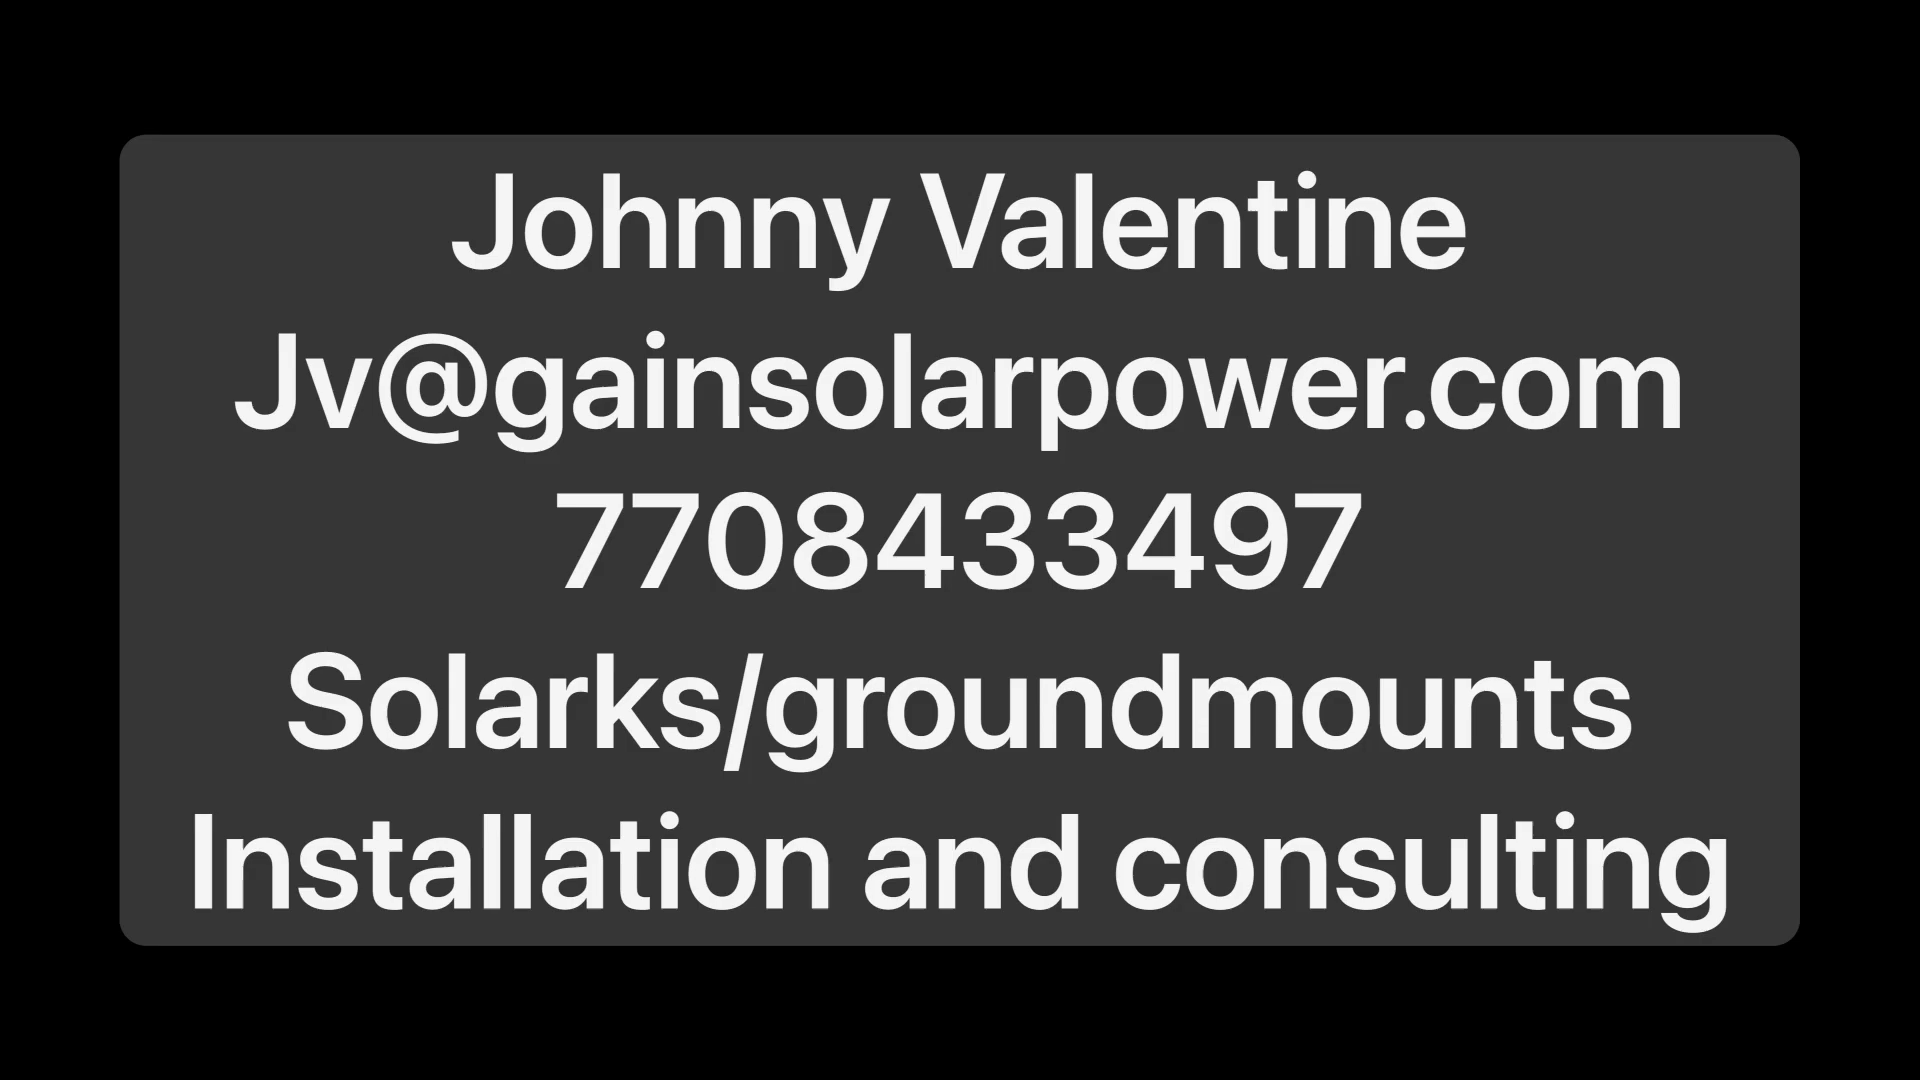 Johnny Valentine
Jv@gainsolarpower.com
7708433497
Solarks/groundmounts
Installation and consulting